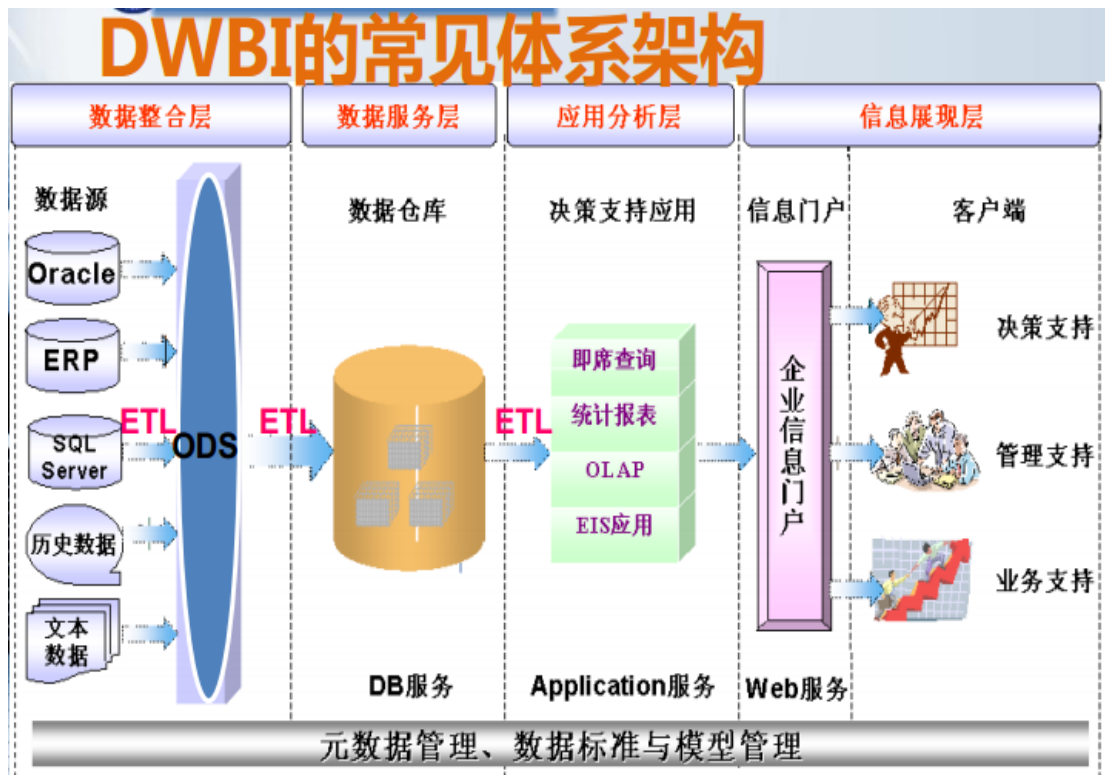 DWBI的常见体系架构
数据整合层
数据服务层
应用分析层
信息展现层
数据源
数据仓库
决策支持应用
信息门户
客户端
Oracle
ERP
SQL
Server
历史数据
文本
数据
ETL
ODS
ETL
ETL
即席查询
统计报表
OLAP
EIS应用
企业信息门户
决策支持
管理支持
业务支持
DB服务
Application服务
Web服务
元数据管理、数据标准与模型管理